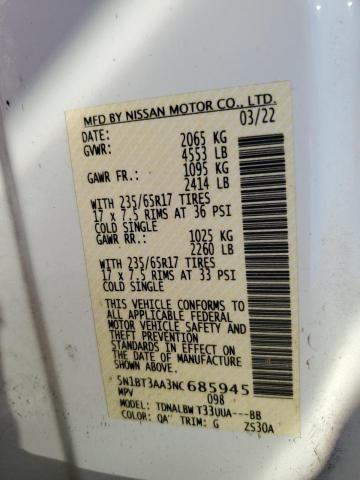 MFD BY NISSAN MOTOR CO., LTD.
DATE: 03/22
GVWR: 2065 KG
4553 LB
GAWR FR.: 1095 KG
2414 LB
WITH 235/65R17 TIRES
17 x 7.5 RIMS AT 36 PSI
COLD SINGLE
GAWR RR.: 1025 KG
2260 LB
WITH 235/65R17 TIRES
17 x 7.5 RIMS AT 33 PSI
COLD SINGLE
THIS VEHICLE CONFORMS TO
ALL APPLICABLE FEDERAL
MOTOR VEHICLE SAFETY
AND THEFT PREVENTION
STANDARDS IN EFFECT ON
THE DATE OF MANUFACTURE
SHOWN ABOVE.
5N1BT3AA3NC685945
MPV 098
MODEL: TDNALBW T33UUA---BB
COLOR: QA" TRIM: G ZS30A